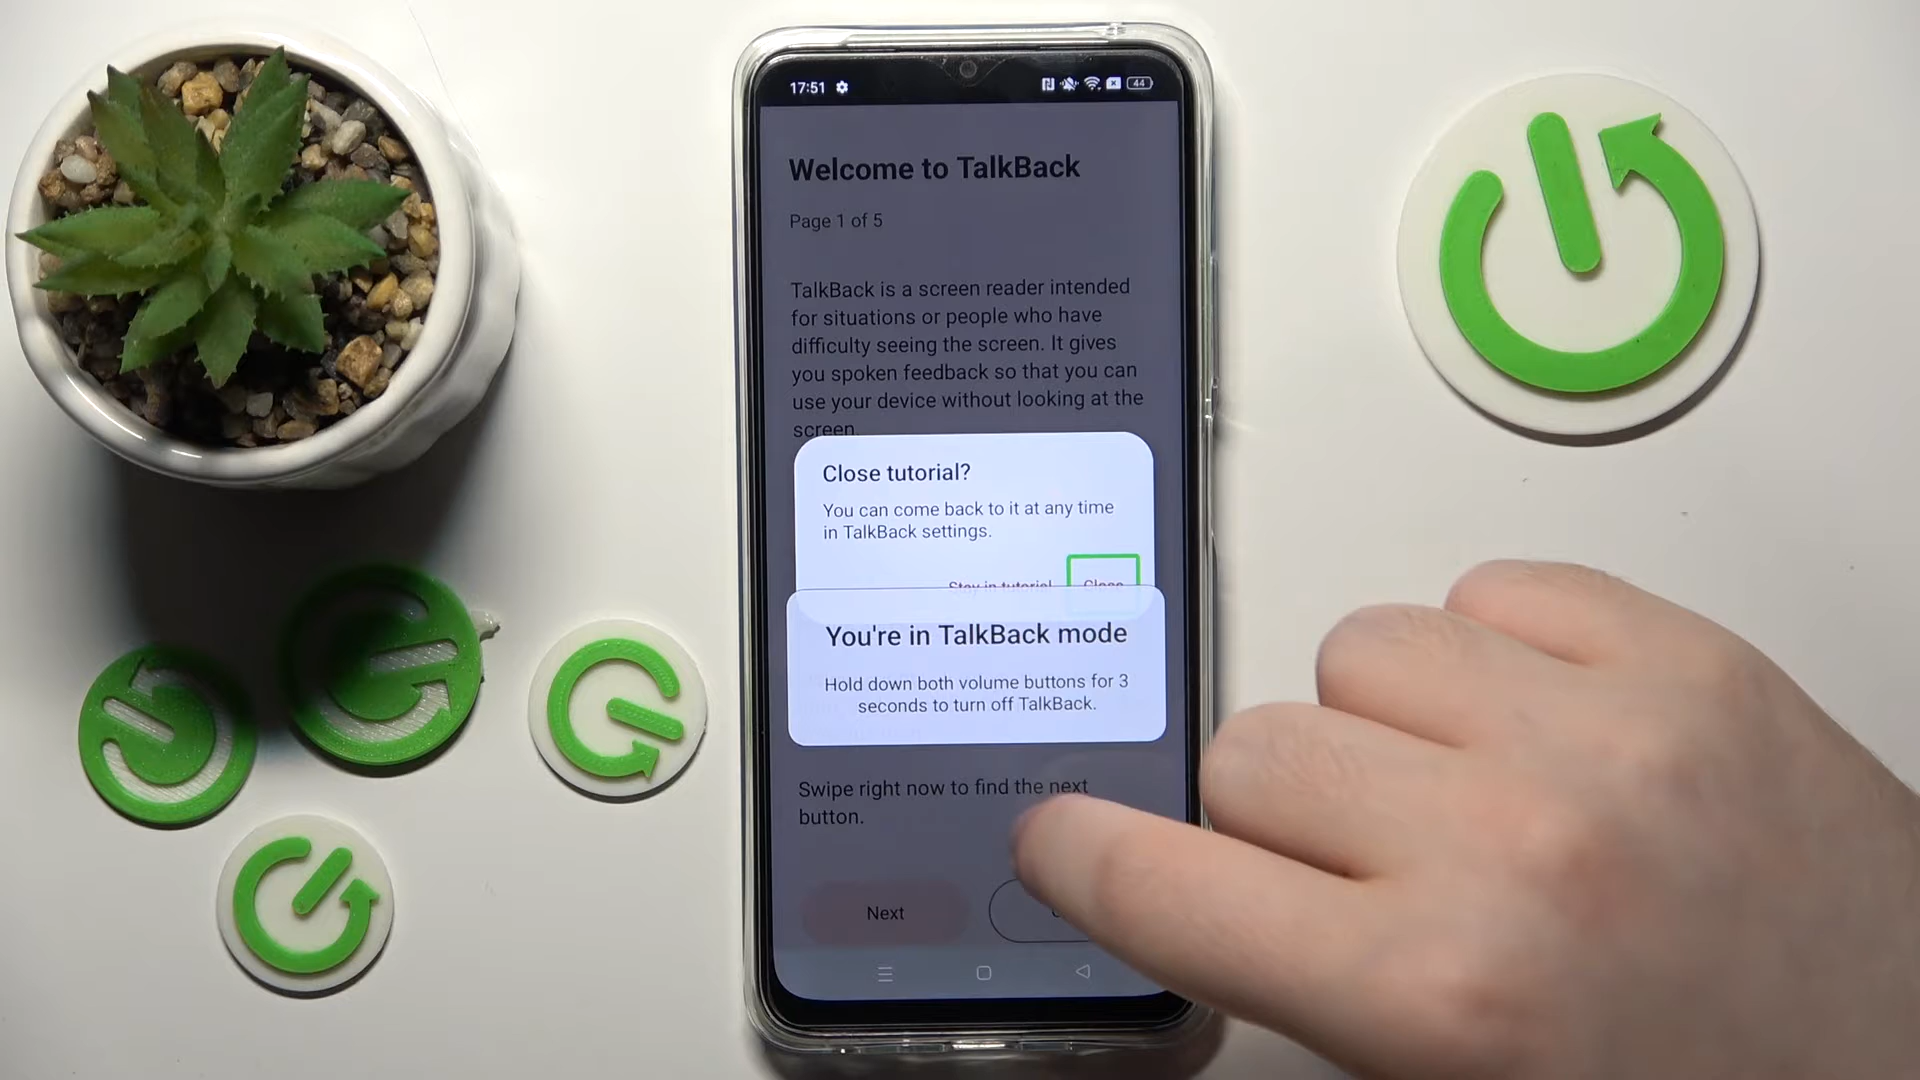 17:51
44
Welcome to TalkBack
Page 1 of 5
TalkBack is a screen reader intended
for situations or people who have
difficulty seeing the screen. It gives
you spoken feedback so that you can
use your device without looking at the
screen.
Close tutorial?
You can come back to it at any time
in TalkBack settings.
Stay in tutorial Close
You're in TalkBack mode
Hold down both volume buttons for 3
seconds to turn off TalkBack.
Swipe right now to find the next
button.
Next